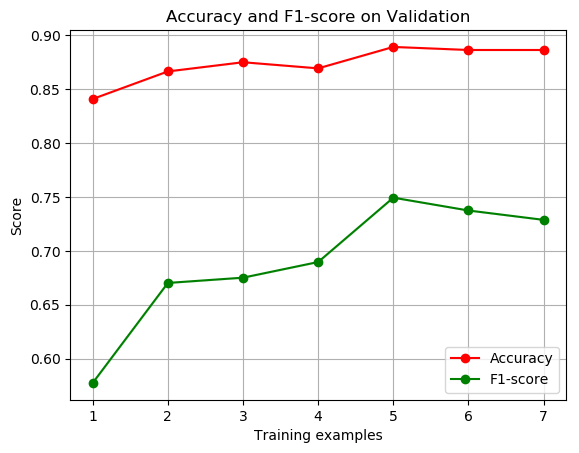 Accuracy and F1-score on Validation
0.90
0.85
0.80
0.75
0.70
0.65
0.60
Score
1 2 3 4 5 6 7
Training examples
Accuracy
F1-score